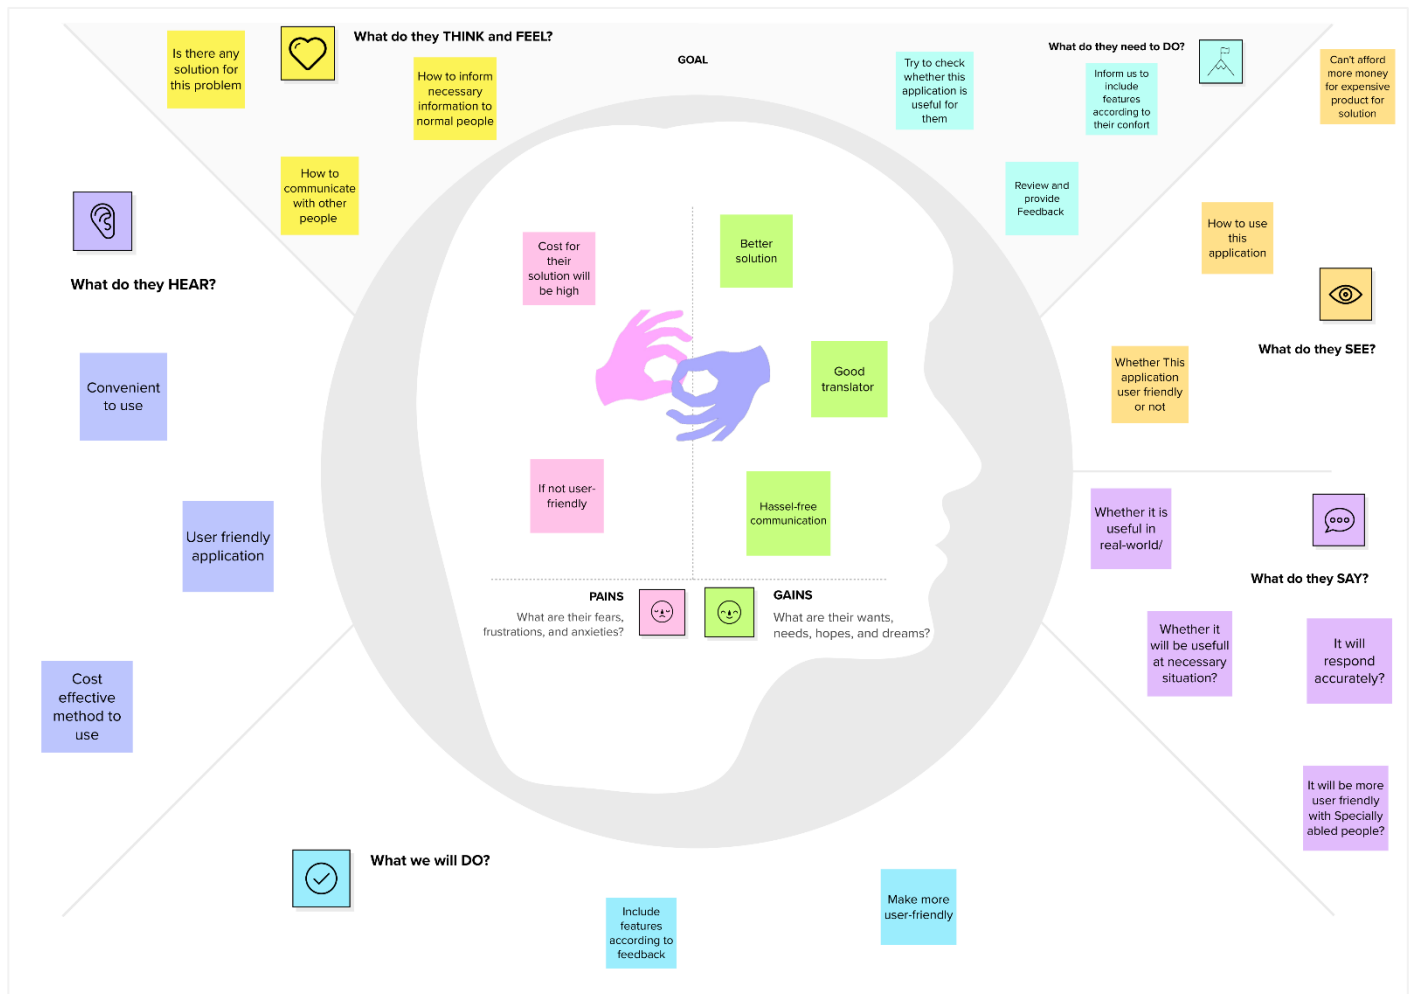 What do they THINK and FEEL?
Is there any
solution for
this problem
How to inform
necessary
information to
normal people
How to
communicate
with other
people
GOAL
What do they need to DO?
Try to check
whether this
application is
useful for
them
Inform us to
include
features
according to
their confort
Review and
provide
Feedback
Can't afford
more money
for expensive
product for
solution
How to use
this
application
What do they SEE?
Whether This
application
user friendly
or not
What do they HEAR?
Convenient
to use
User friendly
application
Cost
effective
method to
use
Cost for
their
solution will
be high
If not user-
friendly
Better
solution
Good
translator
Hassel-free
communication
PAINS
What are their fears,
frustrations, and anxieties?
GAINS
What are their wants,
needs, hopes, and dreams?
Whether it is
useful in
real-world/
What do they SAY?
Whether it
will be usefull
at necessary
situation?
It will
respond
accurately?
It will be more
user friendly
with Specially
abled people?
What we will DO?
Include
features
according to
feedback
Make more
user-friendly